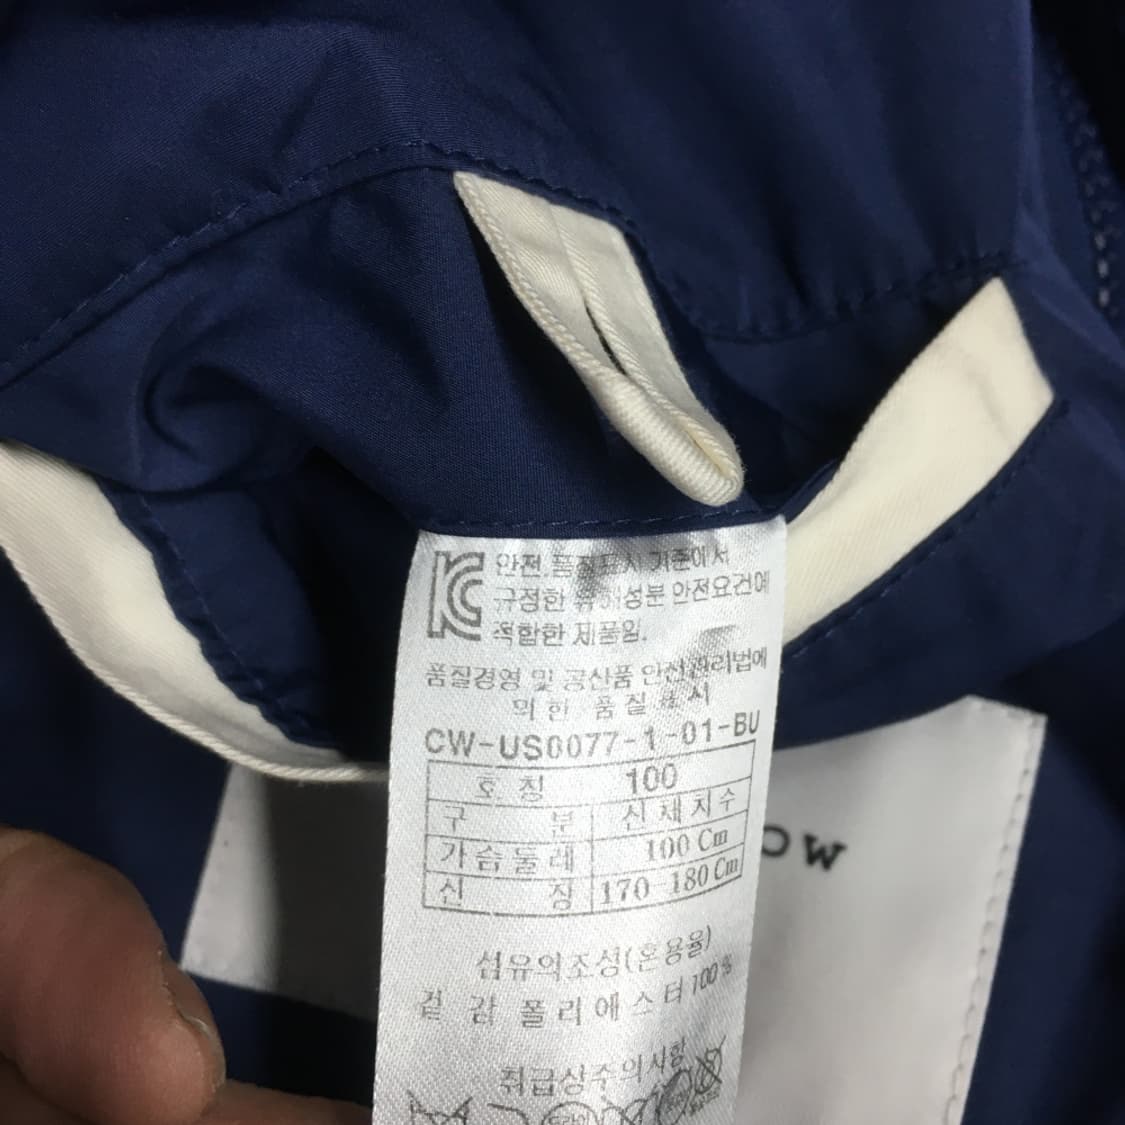 KC 안전.품질표시 기준에서
규정한 유해성분 안전요건에
적합한 제품임.
품질경영 및 공산품 안전관리법에
의한 품질표시
CW-US0077-1-01-BU
호칭 100
구 분 신체치수
가슴둘레 100 Cm
신 장 170-180 Cm
섬유의조성(혼용율)
겉 감 폴리에스터 100%
취급상주의사항
OW